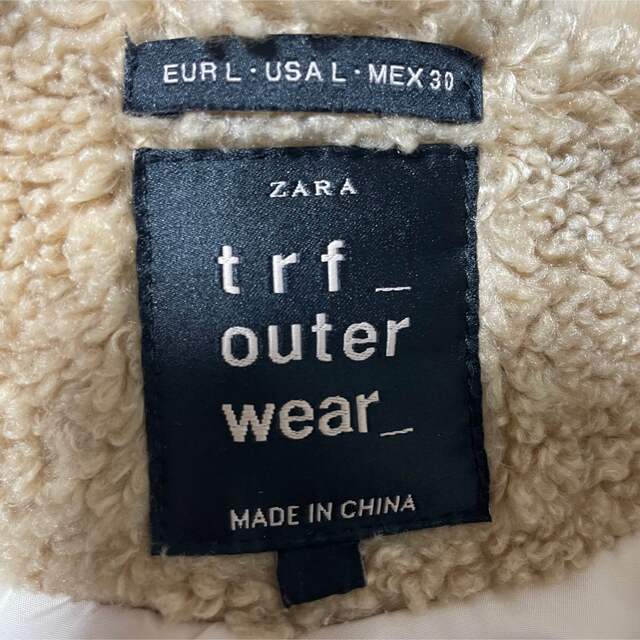 EUR L · USA L · MEX 30
ZARA
trf_
outer
wear_
MADE IN CHINA